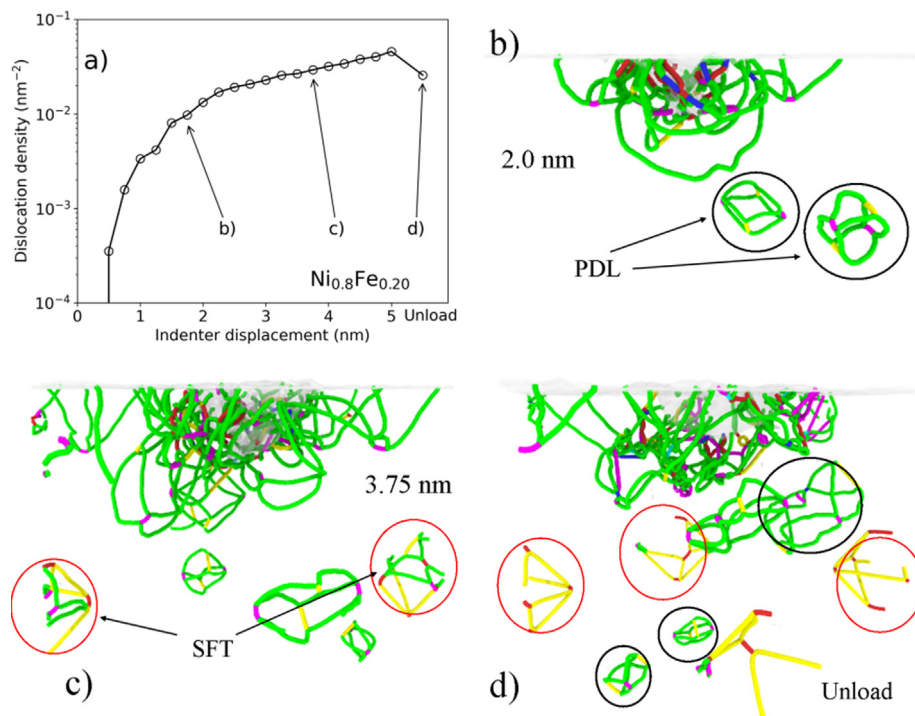 a)
Dislocation density (nm⁻²)
10⁻¹
10⁻²
10⁻³
10⁻⁴
b)
c)
d)
Ni0.8Fe0.20
0 1 2 3 4 5 Unload
Indenter displacement (nm)
b)
2.0 nm
PDL
3.75 nm
SFT
c)
d)
Unload